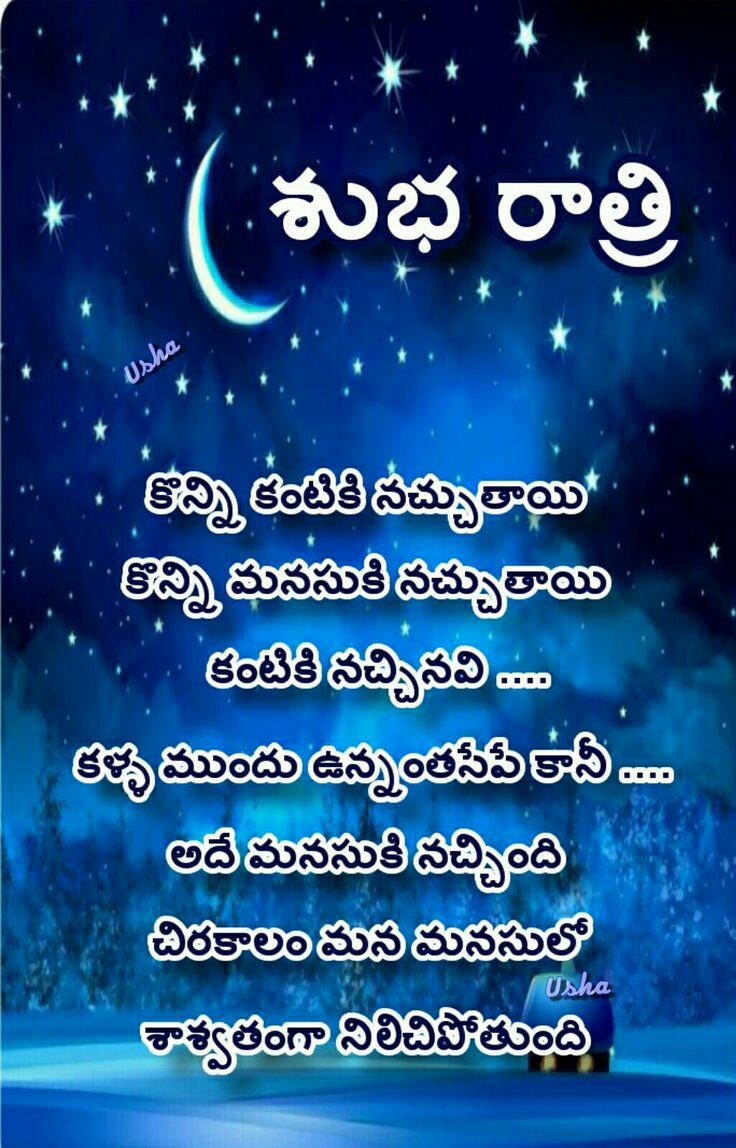 శుభ రాత్రి
Usha
కొన్ని కంటికి నచ్చుతాయి
కొన్ని మనసుకి నచ్చుతాయి
కంటికి నచ్చినవి ....
కళ్ళ ముందు ఉన్నంతసేపే కానీ ....
అదే మనసుకి నచ్చింది
చిరకాలం మన మనసులో
Usha
శాశ్వతంగా నిలిచిపోతుంది